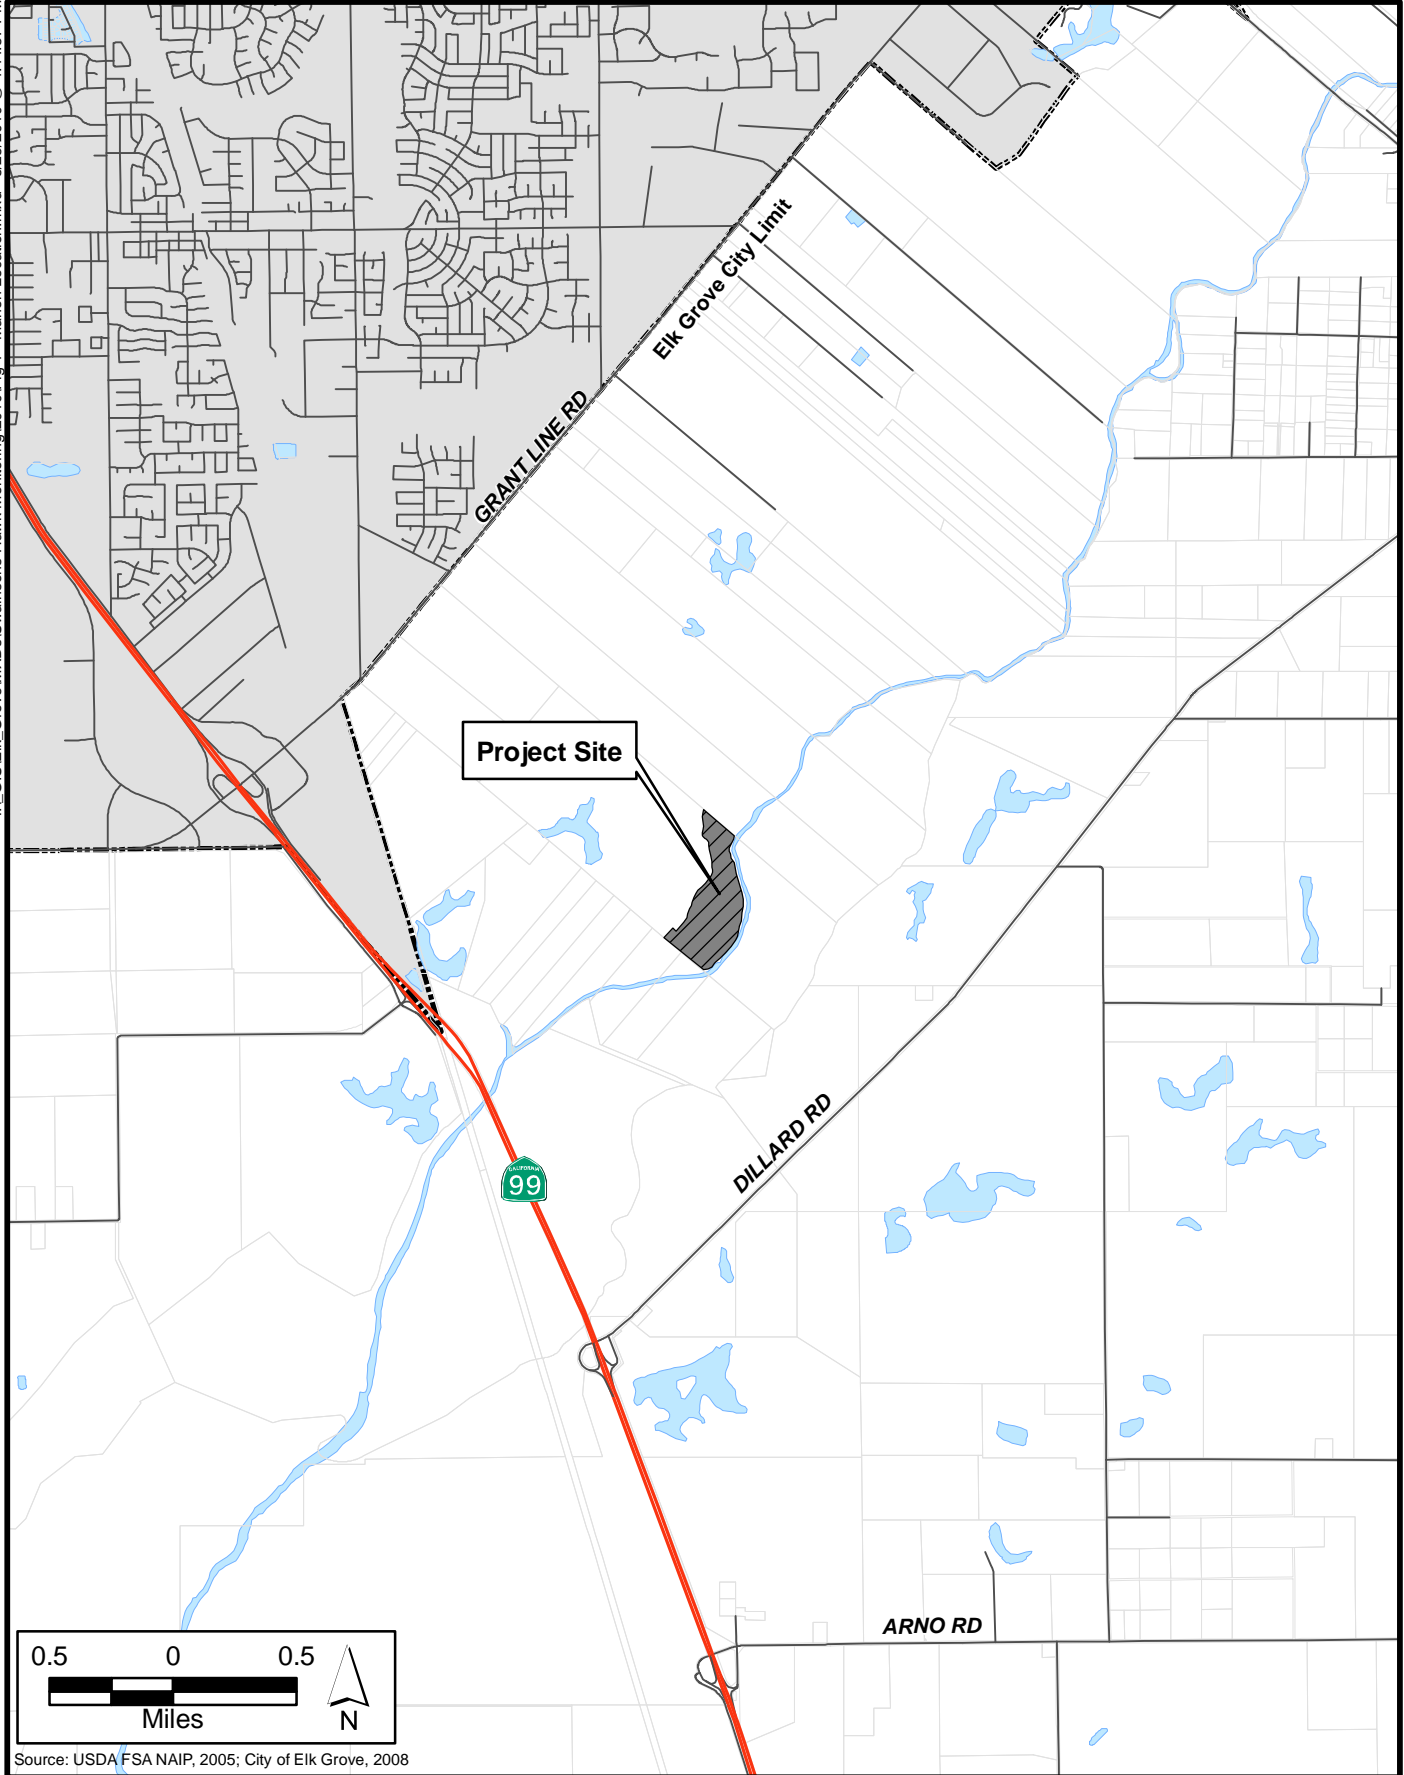 Elk Grove City Limit
GRANT LINE RD
Project Site
CALIFORNIA
99
DILLARD RD
ARNO RD
0.5 0 0.5
Miles
N
Source: USDA FSA NAIP, 2005; City of Elk Grove, 2008